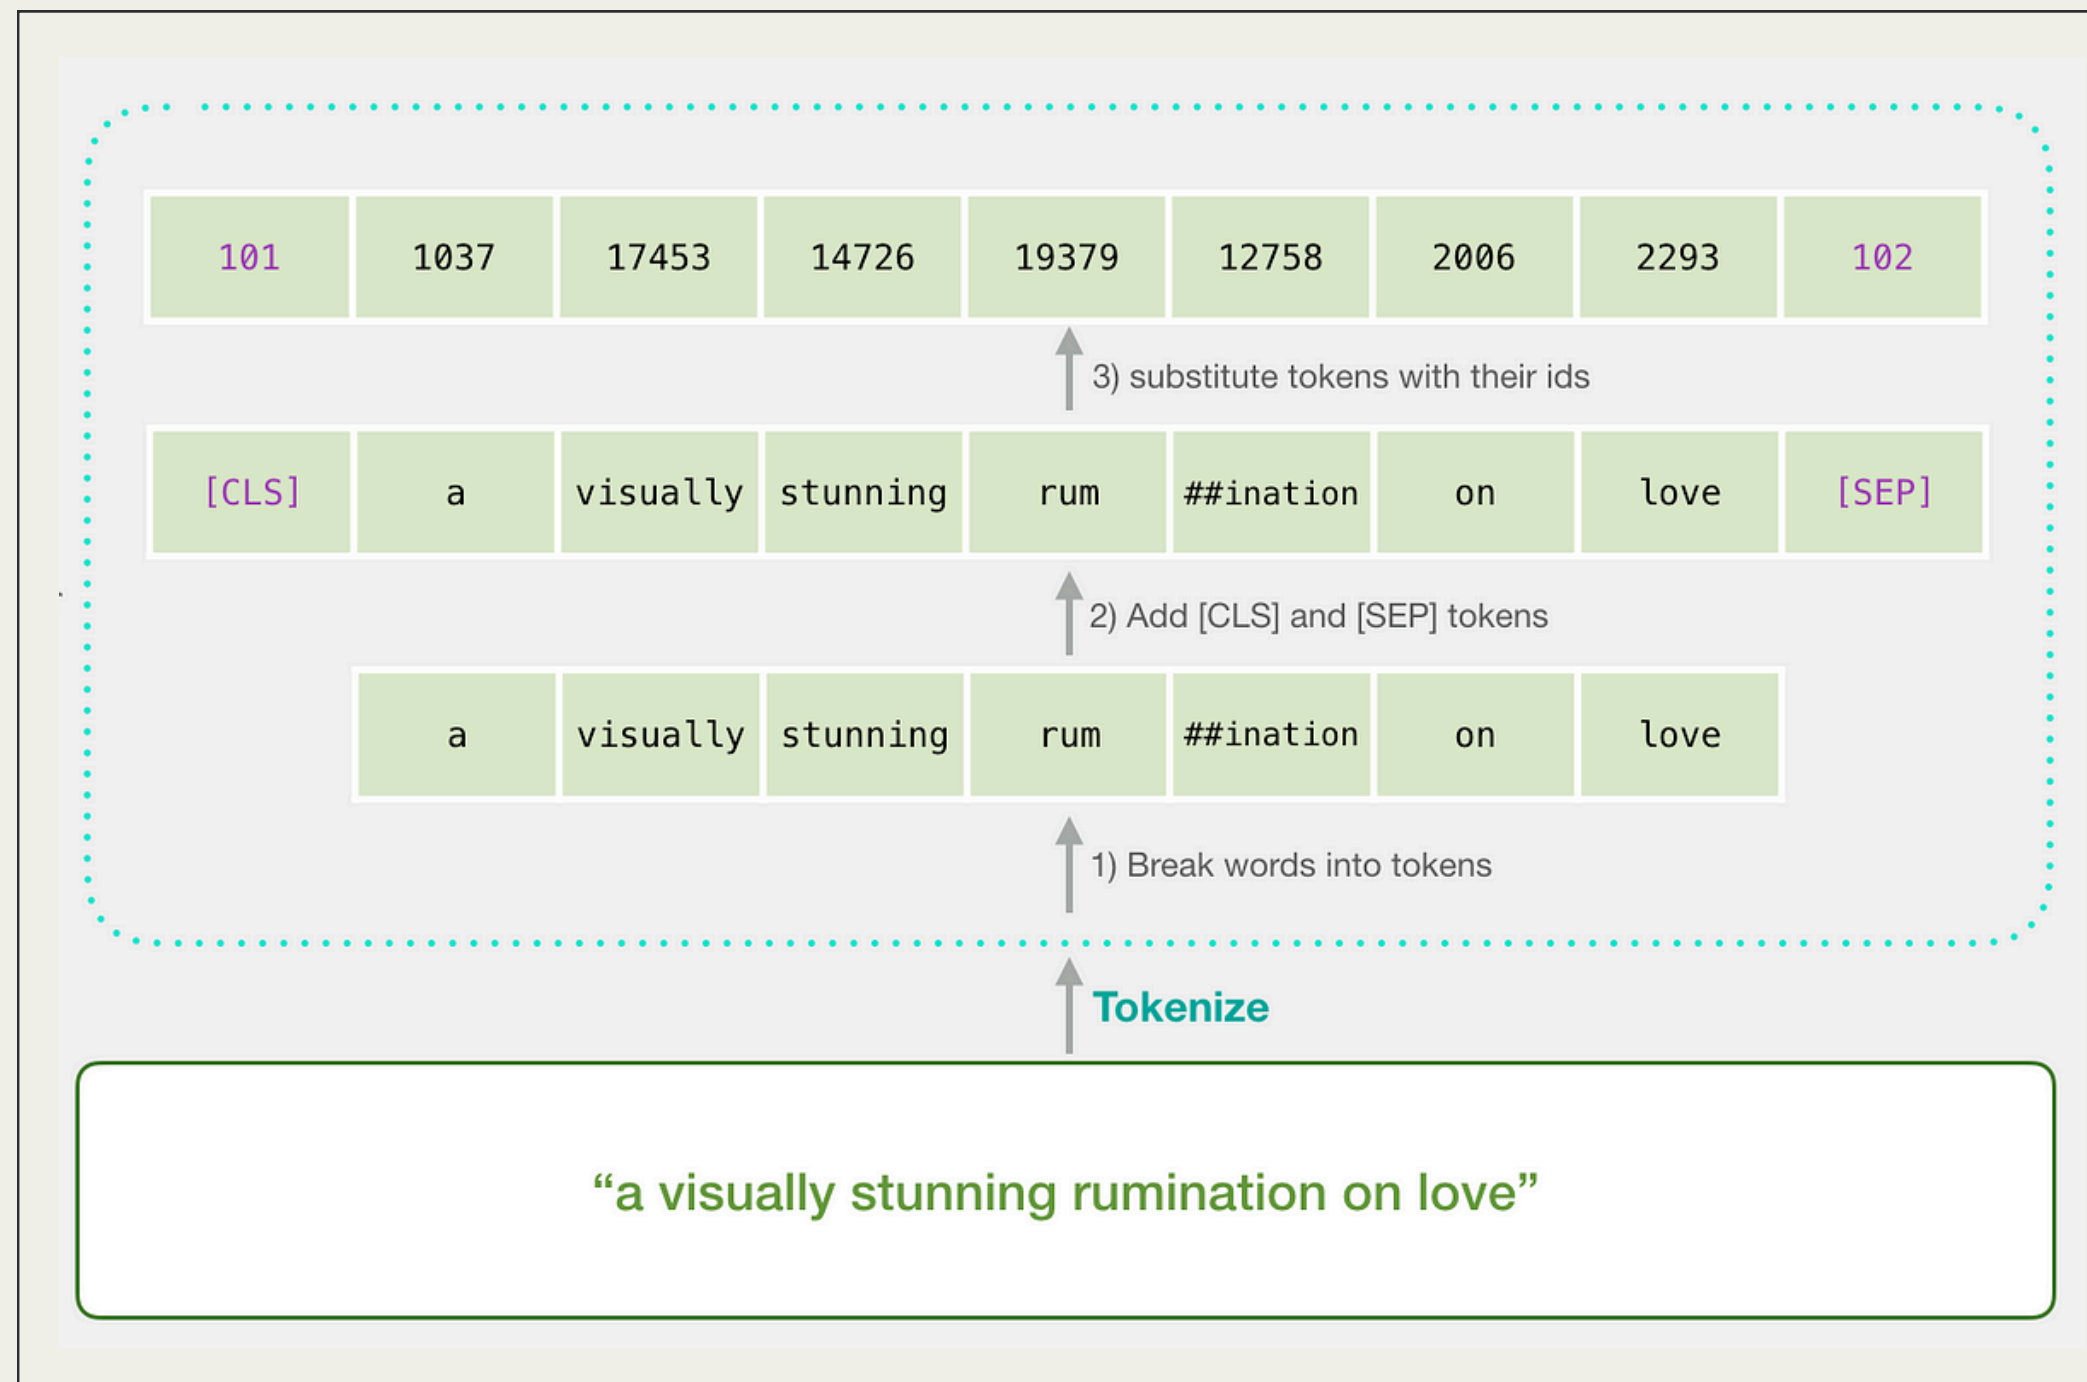 101 1037 17453 14726 19379 12758 2006 2293 102
3) substitute tokens with their ids
[CLS] a visually stunning rum ##ination on love [SEP]
2) Add [CLS] and [SEP] tokens
a visually stunning rum ##ination on love
1) Break words into tokens
Tokenize
“a visually stunning rumination on love”